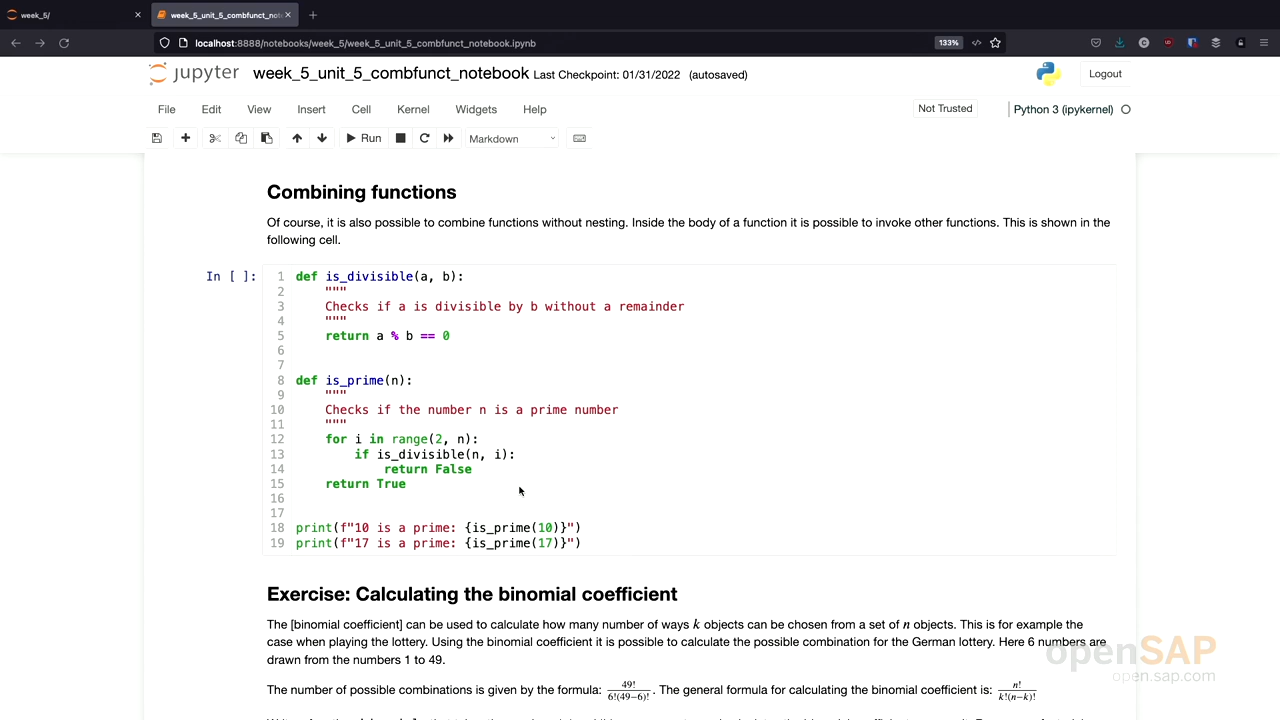 week_5/
week_5_unit_5_combfunct_not
localhost:8888/notebooks/week_5/week_5_unit_5_combfunct_notebook.ipynb
133%
jupyter week_5_unit_5_combfunct_notebook Last Checkpoint: 01/31/2022 (autosaved)
Logout
File Edit View Insert Cell Kernel Widgets Help
Not Trusted
Python 3 (ipykernel)
Run
Markdown
Combining functions
Of course, it is also possible to combine functions without nesting. Inside the body of a function it is possible to invoke other functions. This is shown in the
following cell.
In [ ]:
1 def is_divisible(a, b):
2 """
3 Checks if a is divisible by b without a remainder
4 """
5 return a % b == 0
6
7
8 def is_prime(n):
9 """
10 Checks if the number n is a prime number
11 """
12 for i in range(2, n):
13 if is_divisible(n, i):
14 return False
15 return True
16
17
18 print(f"10 is a prime: {is_prime(10)}")
19 print(f"17 is a prime: {is_prime(17)}")
Exercise: Calculating the binomial coefficient
The [binomial coefficient] can be used to calculate how many number of ways k objects can be chosen from a set of n objects. This is for example the
case when playing the lottery. Using the binomial coefficient it is possible to calculate the possible combination for the German lottery. Here 6 numbers are
drawn from the numbers 1 to 49.
openSAP
open.sap.com
The number of possible combinations is given by the formula: 49!/6!(49−6)!. The general formula for calculating the binomial coefficient is: n!/k!(n−k)!